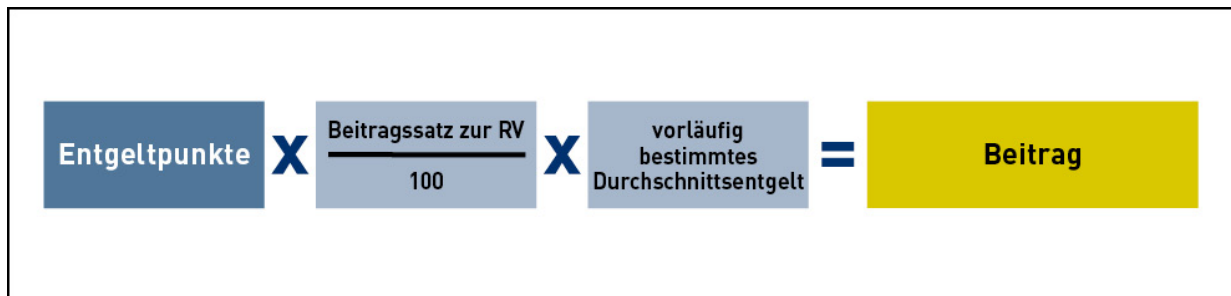 Entgeltpunkte
X
Beitragssatz zur RV
100
X
vorläufig
bestimmtes
Durchschnittsentgelt
=
Beitrag